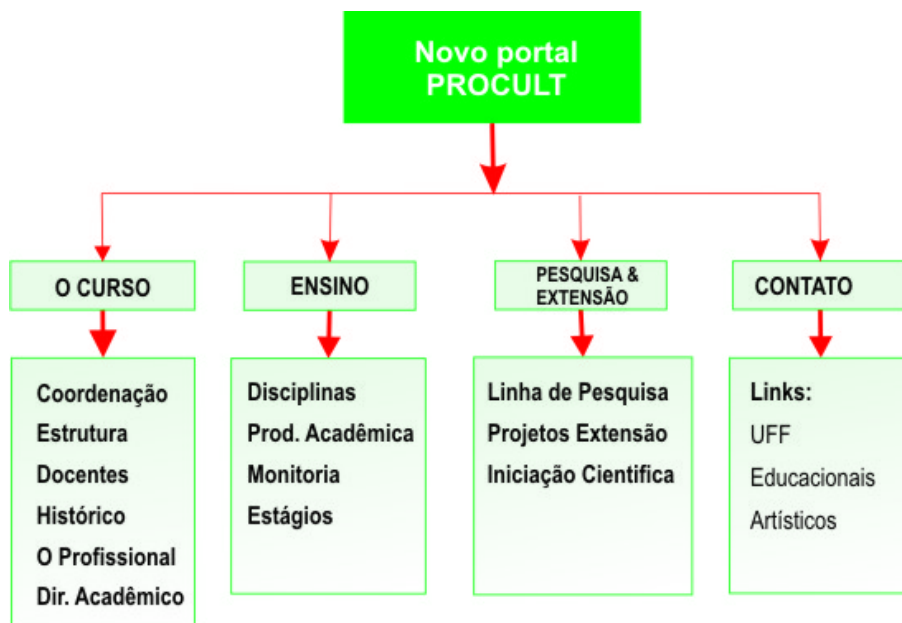 Novo portal
PROCULT
O CURSO
ENSINO
PESQUISA &
EXTENSÃO
CONTATO
Coordenação
Estrutura
Docentes
Histórico
O Profissional
Dir. Acadêmico
Disciplinas
Prod. Acadêmica
Monitoria
Estágios
Linha de Pesquisa
Projetos Extensão
Iniciação Cientifica
Links:
UFF
Educacionais
Artísticos